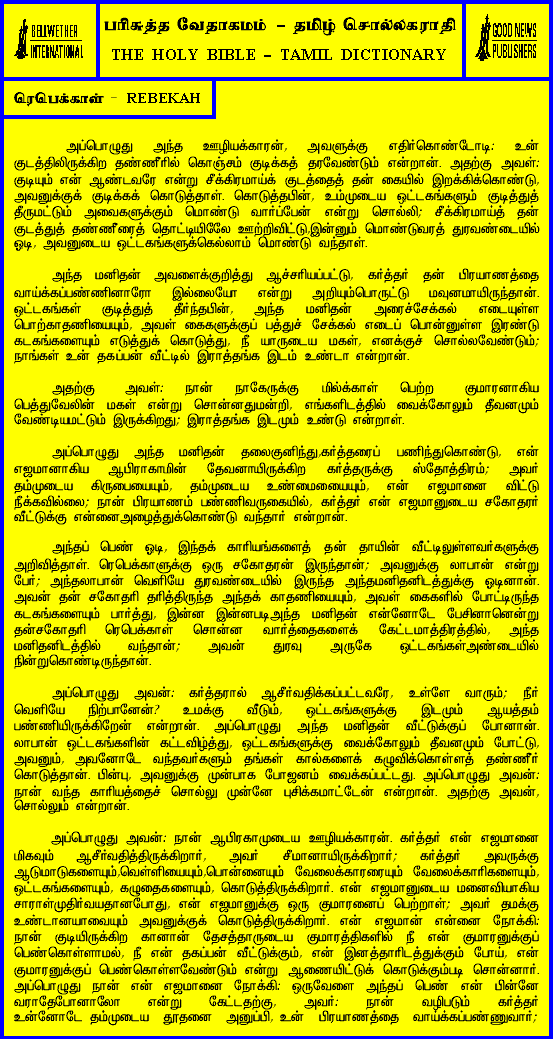 BELLWETHER
INTERNATIONAL
பரிசுத்த வேதாகமம் - தமிழ் சொல்லகராதி
THE HOLY BIBLE - TAMIL DICTIONARY
GOOD NEWS
PUBLISHERS
ரெபெக்காள் - REBEKAH
அப்பொழுது அந்த ஊழியக்காரன், அவளுக்கு எதிர்கொண்டோடி: உன்
குடத்திலிருக்கிற தண்ணீரில் கொஞ்சம் குடிக்கத் தரவேண்டும் என்றான். அதற்கு அவள்:
குடியும் என் ஆண்டவரே என்று சீக்கிரமாய்க் குடத்தைத் தன் கையில் இறக்கிக்கொண்டு,
அவனுக்குக் குடிக்கக் கொடுத்தாள். கொடுத்தபின், உம்முடைய ஒட்டகங்களும் குடித்துத்
தீருமட்டும் அவைகளுக்கும் மொண்டு வார்ப்பேன் என்று சொல்லி; சீக்கிரமாய்த் தன்
குடத்துத் தண்ணீரைத் தொட்டியிலே ஊற்றிவிட்டு,இன்னும் மொண்டுவரத் துரவண்டையில்
ஓடி, அவனுடைய ஒட்டகங்களுக்கெல்லாம் மொண்டு வந்தாள்.
அந்த மனிதன் அவளைக்குறித்து ஆச்சரியப்பட்டு, கர்த்தர் தன் பிரயாணத்தை
வாய்க்கப்பண்ணினாரோ இல்லையோ என்று அறியும்பொருட்டு மவுனமாயிருந்தான்.
ஒட்டகங்கள் குடித்துத் தீர்ந்தபின், அந்த மனிதன் அரைச்சேக்கல் எடையுள்ள
பொற்காதணியையும், அவள் கைகளுக்குப் பத்துச் சேக்கல் எடைப் பொன்னுள்ள இரண்டு
கடகங்களையும் எடுத்துக் கொடுத்து, நீ யாருடைய மகள், எனக்குச் சொல்லவேண்டும்;
நாங்கள் உன் தகப்பன் வீட்டில் இராத்தங்க இடம் உண்டா என்றான்.
அதற்கு அவள்: நான் நாகேருக்கு மில்க்காள் பெற்ற குமாரனாகிய
பெத்துவேலின் மகள் என்று சொன்னதுமன்றி, எங்களிடத்தில் வைக்கோலும் தீவனமும்
வேண்டியமட்டும் இருக்கிறது; இராத்தங்க இடமும் உண்டு என்றாள்.
அப்பொழுது அந்த மனிதன் தலைகுனிந்து,கர்த்தரைப் பணிந்துகொண்டு, என்
எஜமானாகிய ஆபிராகாமின் தேவனாயிருக்கிற கர்த்தருக்கு ஸ்தோத்திரம்; அவர்
தம்முடைய கிருபையையும், தம்முடைய உண்மையையும், என் எஜமானை விட்டு
நீக்கவில்லை; நான் பிரயாணம் பண்ணிவருகையில், கர்த்தர் என் எஜமானுடைய சகோதரர்
வீட்டுக்கு என்னைஅழைத்துக்கொண்டு வந்தார் என்றான்.
அந்தப் பெண் ஓடி, இந்தக் காரியங்களைத் தன் தாயின் வீட்டிலுள்ளவர்களுக்கு
அறிவித்தாள். ரெபெக்காளுக்கு ஒரு சகோதரன் இருந்தான்; அவனுக்கு லாபான் என்று
பேர்; அந்தலாபான் வெளியே துரவண்டையில் இருந்த அந்தமனிதனிடத்துக்கு ஓடினான்.
அவன் தன் சகோதரி தரித்திருந்த அந்தக் காதணியையும், அவள் கைகளில் போட்டிருந்த
கடகங்களையும் பார்த்து, இன்ன இன்னபடிஅந்த மனிதன் என்னோடே பேசினானென்று
தன்சகோதரி ரெபெக்காள் சொன்ன வார்த்தைகளைக் கேட்டமாத்திரத்தில், அந்த
மனிதனிடத்தில் வந்தான்; அவன் துரவு அருகே ஒட்டகங்கள்அண்டையில்
நின்றுகொண்டிருந்தான்.
அப்பொழுது அவன்: கர்த்தரால் ஆசீர்வதிக்கப்பட்டவரே, உள்ளே வாரும்; நீர்
வெளியே நிற்பானேன்? உமக்கு வீடும், ஒட்டகங்களுக்கு இடமும் ஆயத்தம்
பண்ணியிருக்கிறேன் என்றான். அப்பொழுது அந்த மனிதன் வீட்டுக்குப் போனான்.
லாபான் ஒட்டகங்களின் கட்டவிழ்த்து, ஒட்டகங்களுக்கு வைக்கோலும் தீவனமும் போட்டு,
அவனும், அவனோடே வந்தவர்களும் தங்கள் கால்களைக் கழுவிக்கொள்ளத் தண்ணீர்
கொடுத்தான். பின்பு, அவனுக்கு முன்பாக போஜனம் வைக்கப்பட்டது. அப்பொழுது அவன்:
நான் வந்த காரியத்தைச் சொல்லு முன்னே புசிக்கமாட்டேன் என்றான். அதற்கு அவன்,
சொல்லும் என்றான்.
அப்பொழுது அவன்: நான் ஆபிரகாமுடைய ஊழியக்காரன். கர்த்தர் என் எஜமானை
மிகவும் ஆசீர்வதித்திருக்கிறார், அவர் சீமானாயிருக்கிறார்; கர்த்தர் அவருக்கு
ஆடுமாடுகளையும்,வெள்ளியையும்,பொன்னையும் வேலைக்காரரையும் வேலைக்காரிகளையும்,
ஒட்டகங்களையும், கழுதைகளையும், கொடுத்திருக்கிறார். என் எஜமானுடைய மனைவியாகிய
சாராள்முதிர்வயதானபோது, என் எஜமானுக்கு ஒரு குமாரனைப் பெற்றாள்; அவர் தமக்கு
உண்டானயாவையும் அவனுக்குக் கொடுத்திருக்கிறார். என் எஜமான் என்னை நோக்கி:
நான் குடியிருக்கிற கானான் தேசத்தாருடைய குமாரத்திகளில் நீ என் குமாரனுக்குப்
பெண்கொள்ளாமல், நீ என் தகப்பன் வீட்டுக்கும், என் இனத்தாரிடத்துக்கும் போய், என்
குமாரனுக்குப் பெண்கொள்ளவேண்டும் என்று ஆணையிட்டுக் கொடுக்கும்படி சொன்னார்.
அப்பொழுது நான் என் எஜமானை நோக்கி: ஒருவேளை அந்தப் பெண் என் பின்னே
வராதேபோனாலோ என்று கேட்டதற்கு, அவர்: நான் வழிபடும் கர்த்தர்
உன்னோடே தம்முடைய தூதனை அனுப்பி, உன் பிரயாணத்தை வாய்க்கப்பண்ணுவார்;